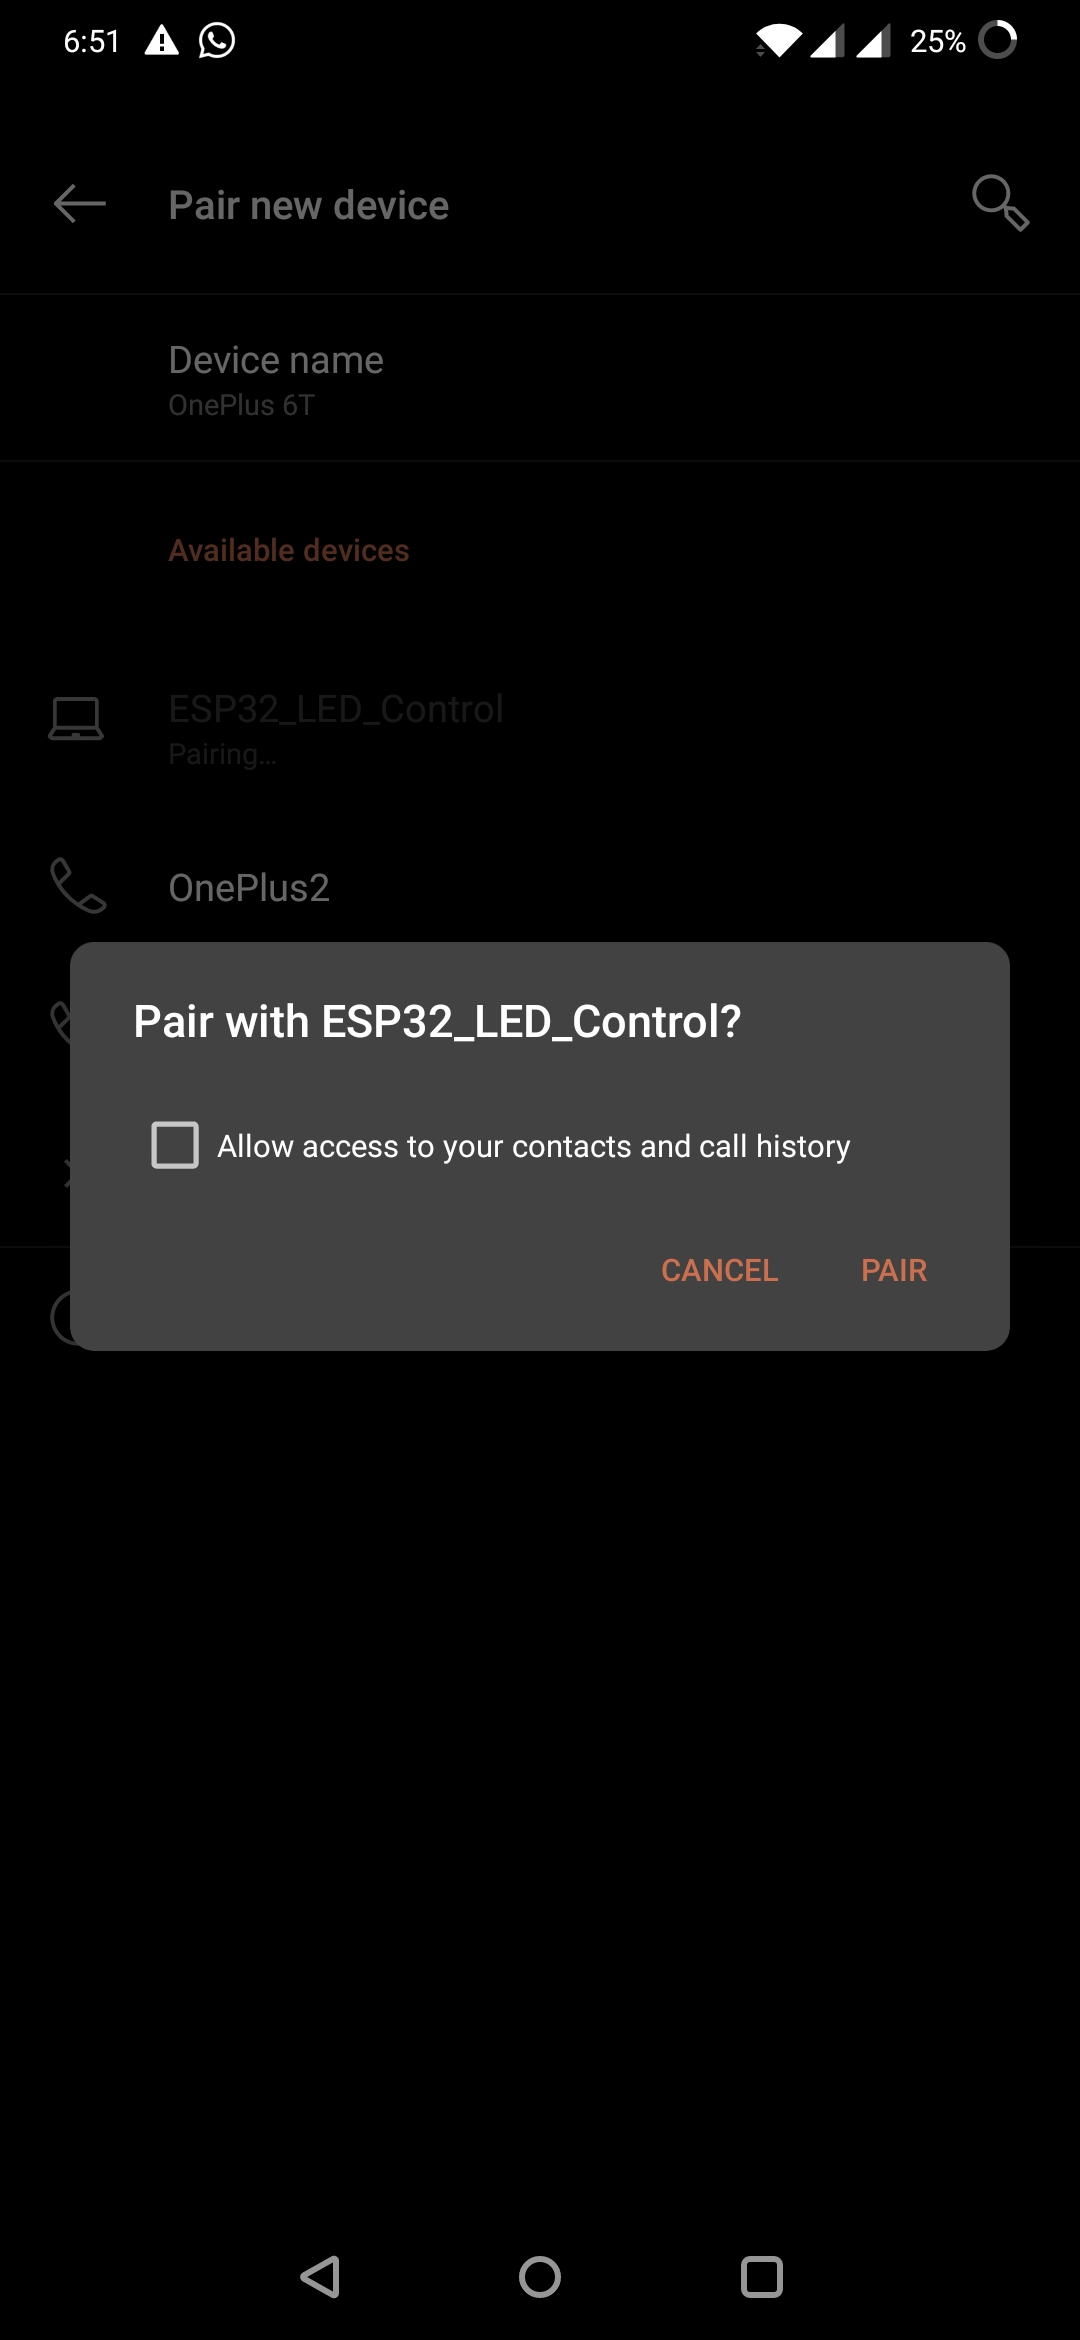 6:51
25%
Pair new device
Device name
OnePlus 6T
Available devices
ESP32_LED_Control
Pairing...
OnePlus2
Pair with ESP32_LED_Control?
Allow access to your contacts and call history
CANCEL PAIR